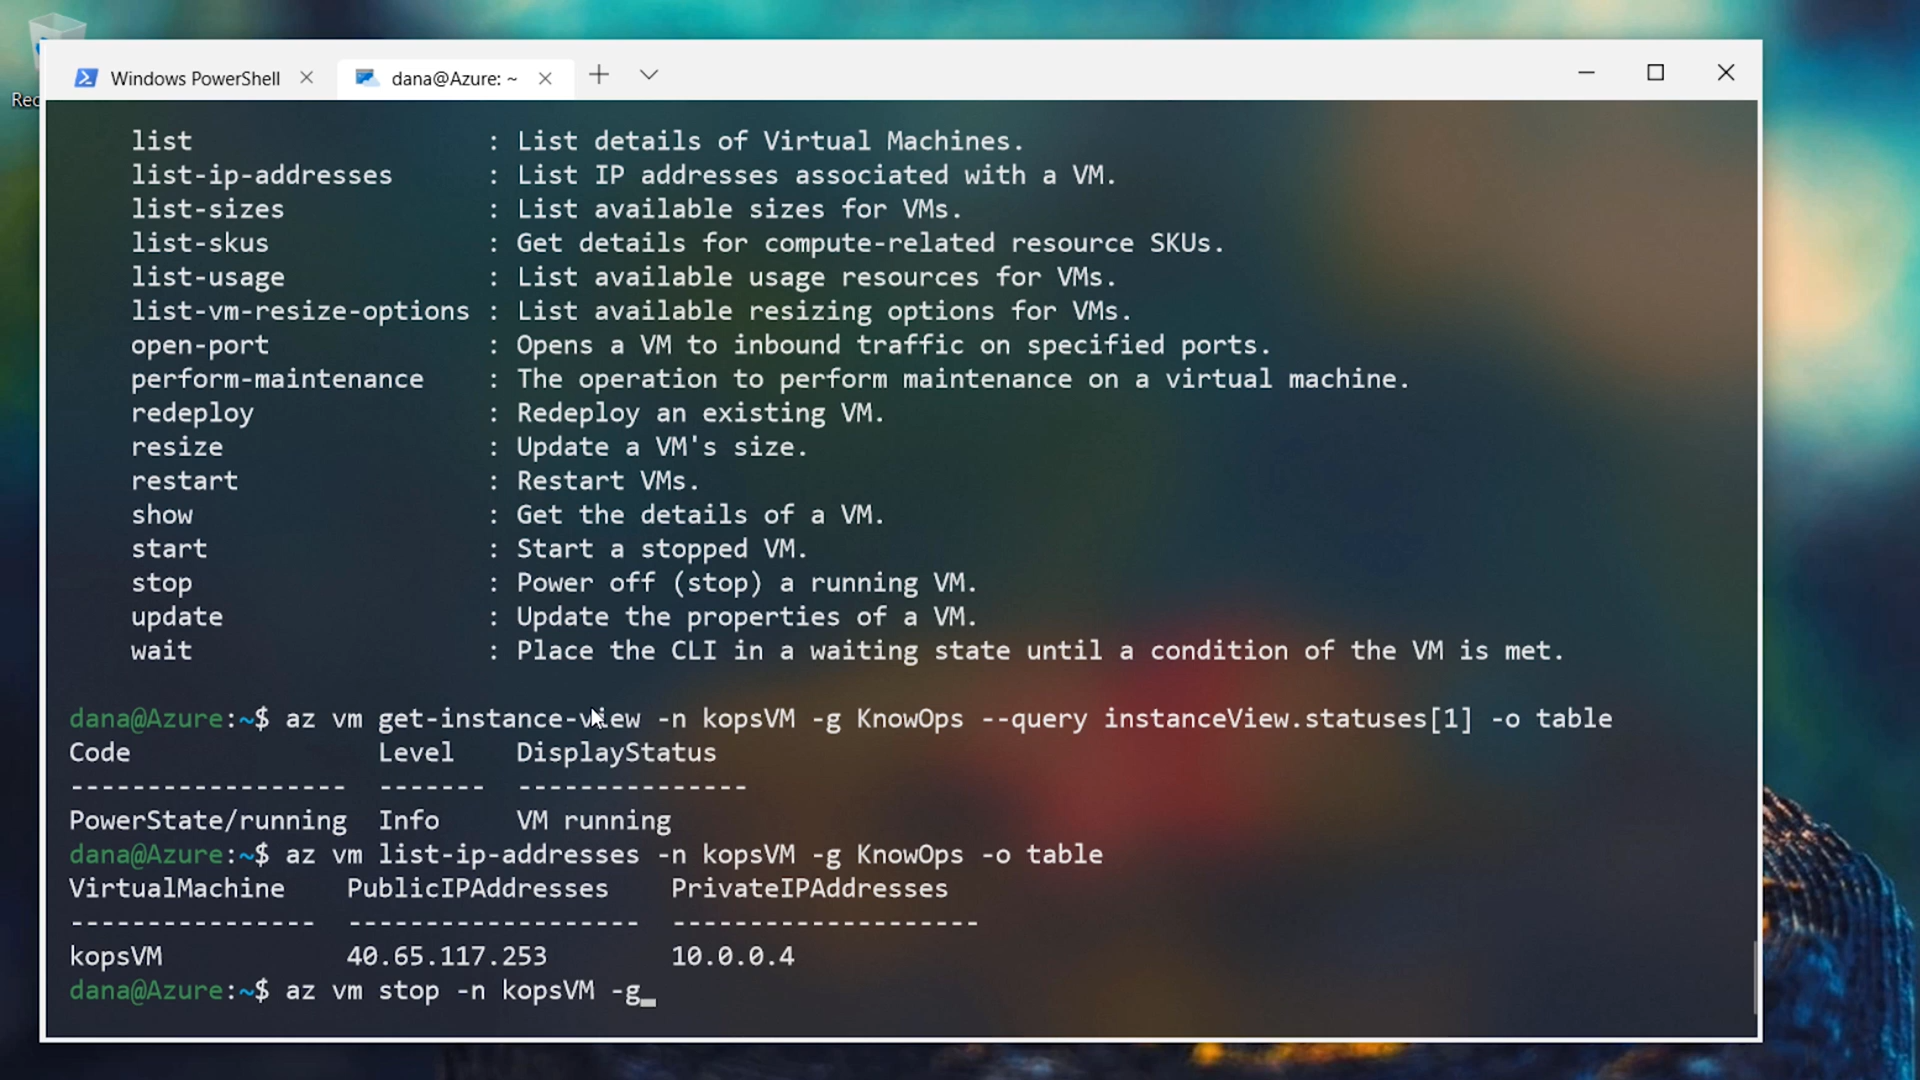 Rec
Windows PowerShell
dana@Azure: ~
list : List details of Virtual Machines.
list-ip-addresses : List IP addresses associated with a VM.
list-sizes : List available sizes for VMs.
list-skus : Get details for compute-related resource SKUs.
list-usage : List available usage resources for VMs.
list-vm-resize-options : List available resizing options for VMs.
open-port : Opens a VM to inbound traffic on specified ports.
perform-maintenance : The operation to perform maintenance on a virtual machine.
redeploy : Redeploy an existing VM.
resize : Update a VM's size.
restart : Restart VMs.
show : Get the details of a VM.
start : Start a stopped VM.
stop : Power off (stop) a running VM.
update : Update the properties of a VM.
wait : Place the CLI in a waiting state until a condition of the VM is met.
dana@Azure:~$ az vm get-instance-view -n kopsVM -g KnowOps --query instanceView.statuses[1] -o table
Code Level DisplayStatus
----------------- ------- ---------------
PowerState/running Info VM running
dana@Azure:~$ az vm list-ip-addresses -n kopsVM -g KnowOps -o table
VirtualMachine PublicIPAddresses PrivateIPAddresses
---------------- ------------------- --------------------
kopsVM 40.65.117.253 10.0.0.4
dana@Azure:~$ az vm stop -n kopsVM -g_